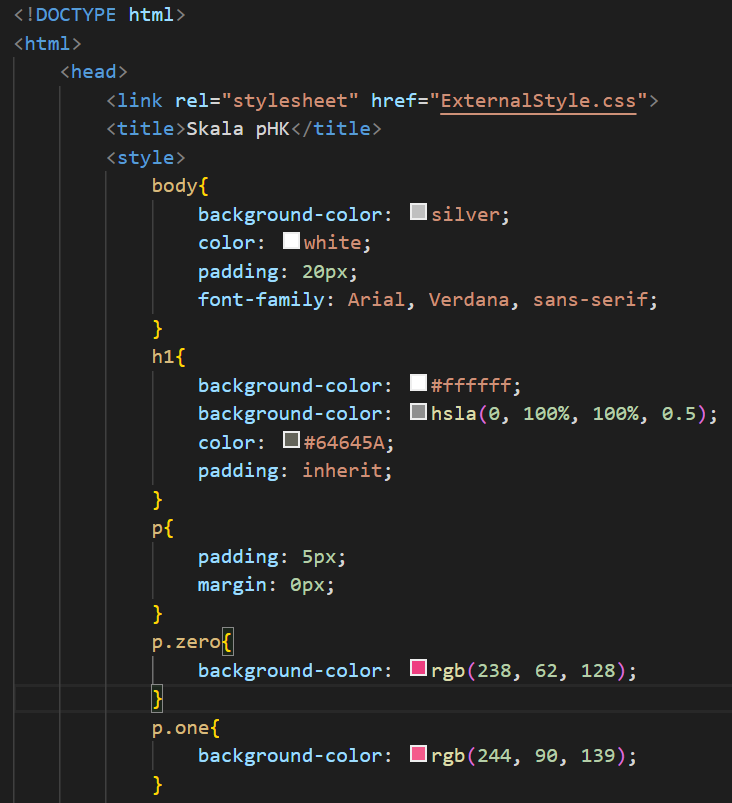 <!DOCTYPE html>
<html>
<head>
<link rel="stylesheet" href="ExternalStyle.css">
<title>Skala pHK</title>
<style>
body{
background-color: silver;
color: white;
padding: 20px;
font-family: Arial, Verdana, sans-serif;
}
h1{
background-color: #ffffff;
background-color: hsla(0, 100%, 100%, 0.5);
color: #64645A;
padding: inherit;
}
p{
padding: 5px;
margin: 0px;
}
p.zero{
background-color: rgb(238, 62, 128);
}
p.one{
background-color: rgb(244, 90, 139);
}